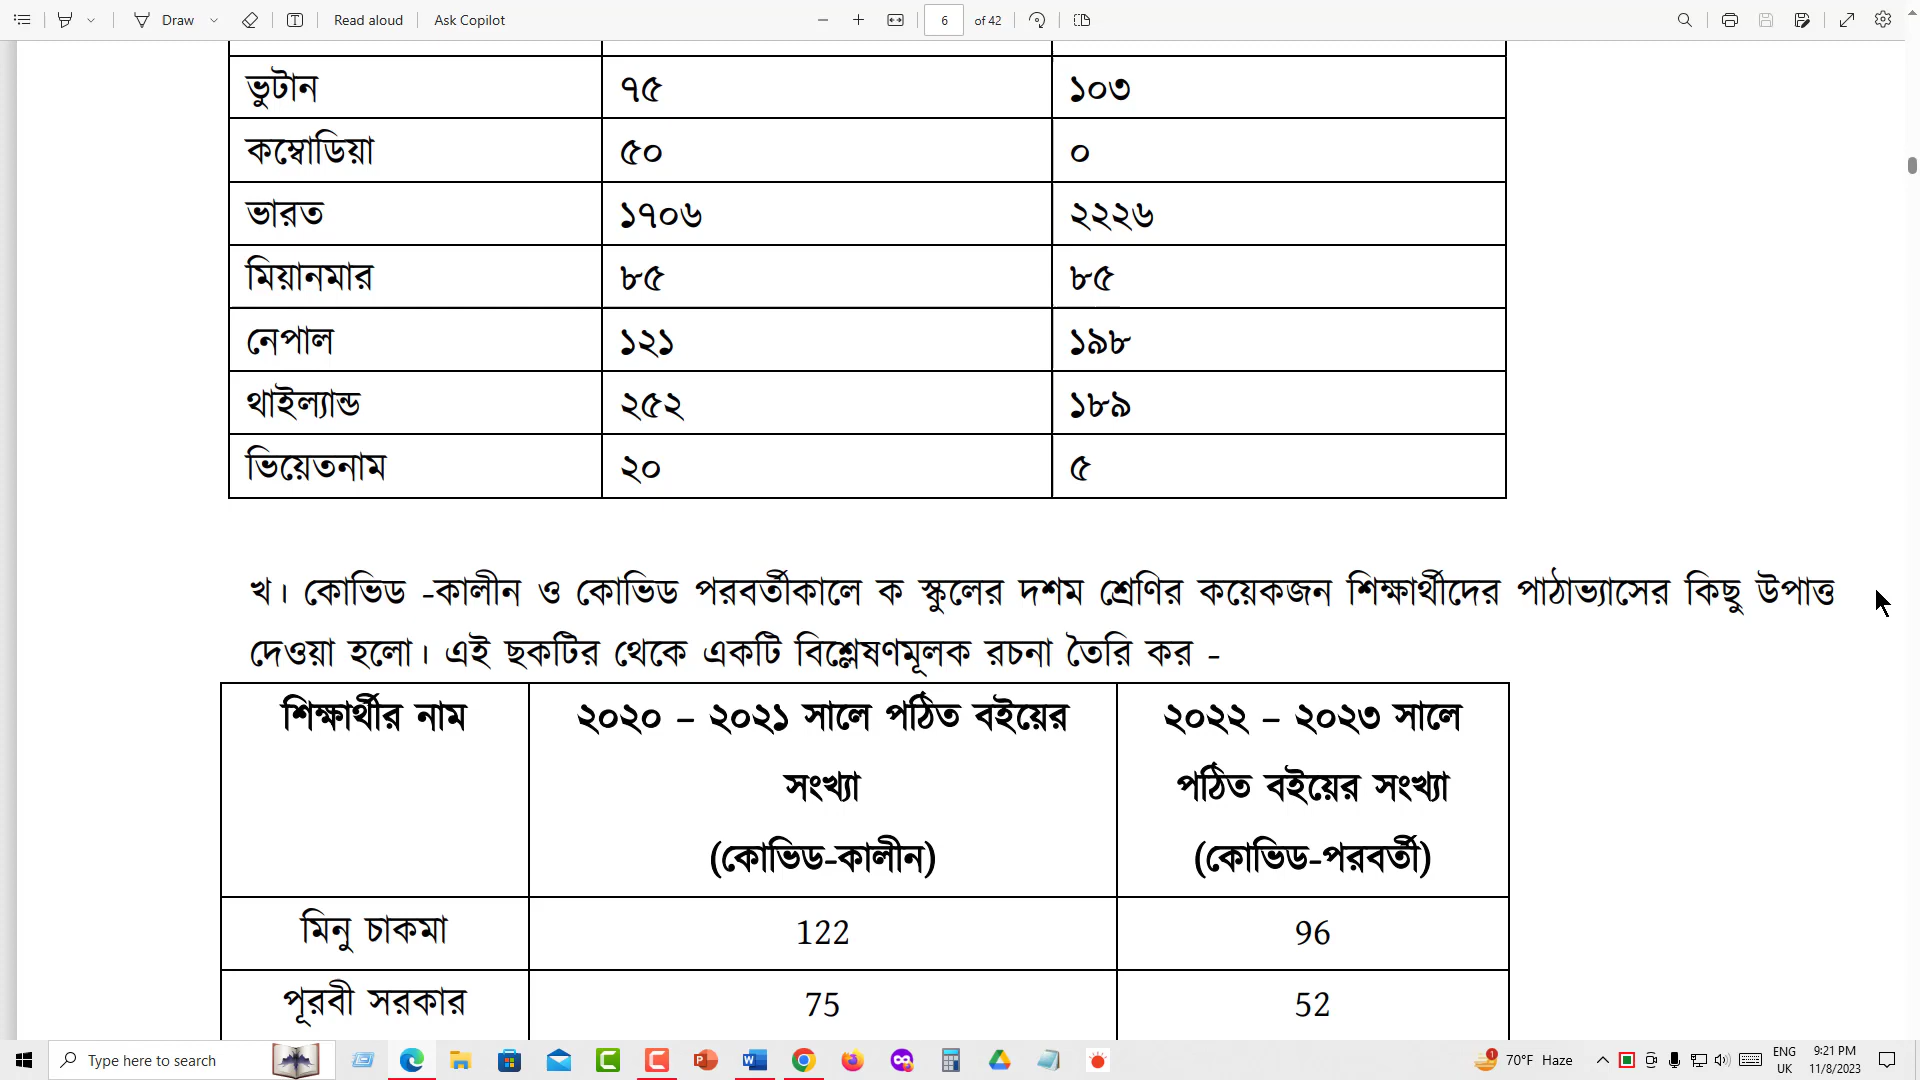 Draw
Read aloud
Ask Copilot
6 of 42
ভুটান ৭৫ ১০৩
কম্বোডিয়া ৫০ ০
ভারত ১৭০৬ ২২২৬
মিয়ানমার ৮৫ ৮৫
নেপাল ১২১ ১৯৮
থাইল্যান্ড ২৫২ ১৮৯
ভিয়েতনাম ২০ ৫
খ। কোভিড -কালীন ও কোভিড পরবর্তীকালে ক স্কুলের দশম শ্রেণির কয়েকজন শিক্ষার্থীদের পাঠাভ্যাসের কিছু উপাত্ত
দেওয়া হলো। এই ছকটির থেকে একটি বিশ্লেষণমূলক রচনা তৈরি কর -
শিক্ষার্থীর নাম ২০২০ – ২০২১ সালে পঠিত বইয়ের ২০২২ – ২০২৩ সালে
সংখ্যা পঠিত বইয়ের সংখ্যা
(কোভিড-কালীন) (কোভিড-পরবর্তী)
মিনু চাকমা 122 96
পূরবী সরকার 75 52
Type here to search
1
70°F Haze
ENG
UK
9:21 PM
11/8/2023